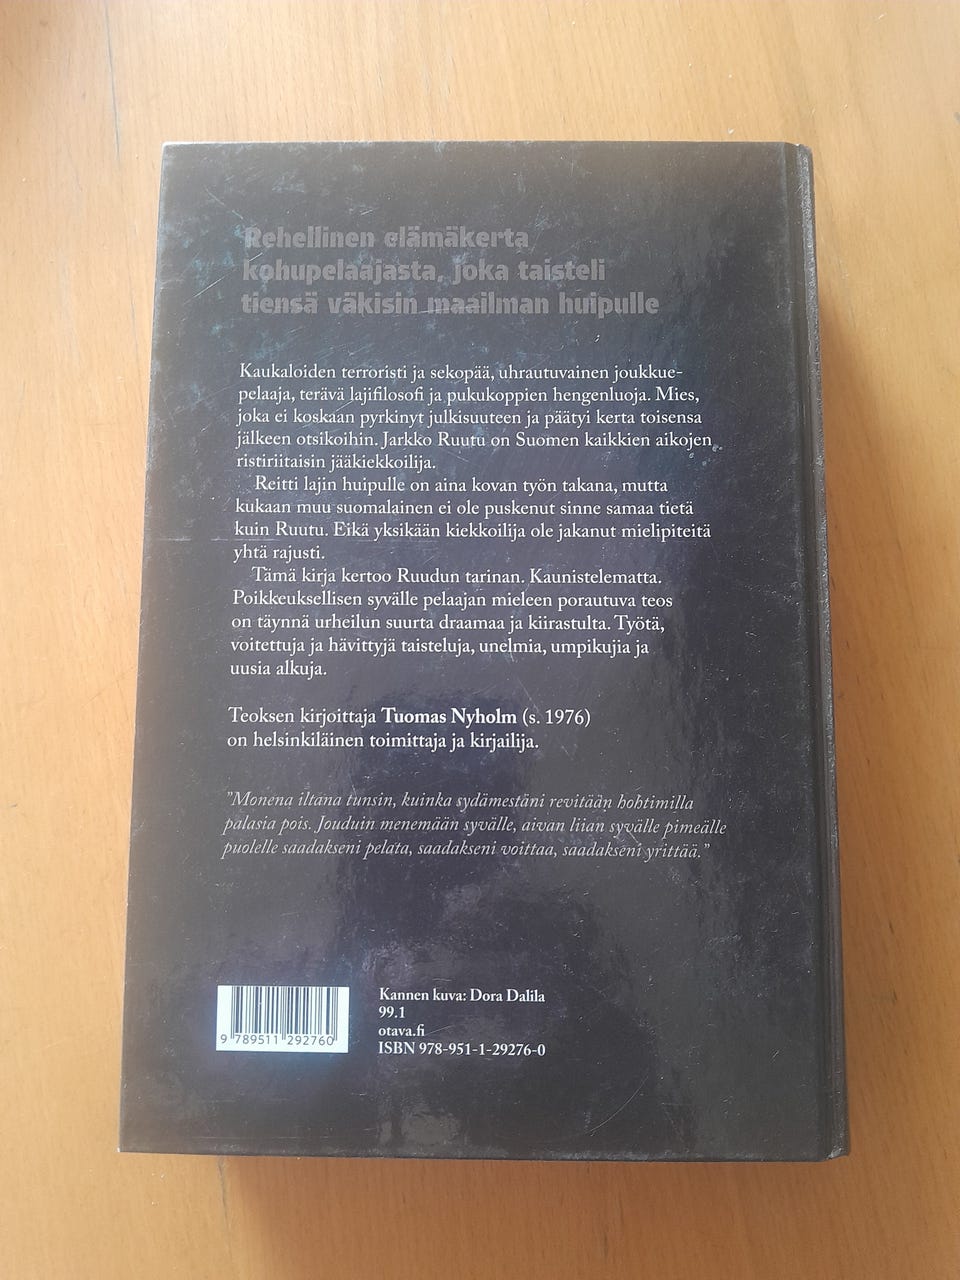 Rehellinen elämäkerta
kohupelaajasta, joka taisteli
tiensä väkisin maailman huipulle
Kaukaloiden terroristi ja sekopää, uhrautuvainen joukkue-
pelaaja, terävä lajifilosofi ja pukukoppien hengenluoja. Mies,
joka ei koskaan pyrkinyt julkisuuteen ja päätyi kerta toisensa
jälkeen otsikoihin. Jarkko Ruutu on Suomen kaikkien aikojen
ristiriitaisin jääkiekkoilija.
Reitti lajin huipulle on aina kovan työn takana, mutta
kukaan muu suomalainen ei ole puskenut sinne samaa tietä
kuin Ruutu. Eikä yksikään kiekkoilija ole jakanut mielipiteitä
yhtä rajusti.
Tämä kirja kertoo Ruudun tarinan. Kaunistelematta.
Poikkeuksellisen syvälle pelaajan mieleen porautuva teos
on täynnä urheilun suurta draamaa ja kiirastulta. Työtä,
voitettuja ja hävittyjä taisteluja, unelmia, umpikujia ja
uusia alkuja.
Teoksen kirjoittaja Tuomas Nyholm (s. 1976)
on helsinkiläinen toimittaja ja kirjailija.
"Monena iltana tunsin, kuinka sydämestäni revitään hohtimilla
palasia pois. Jouduin menemään syvälle, aivan liian syvälle pimeälle
puolelle saadakseni pelata, saadakseni voittaa, saadakseni yrittää."
Kannen kuva: Dora Dalila
99.1
otava.fi
ISBN 978-951-1-29276-0
9 789511 292760